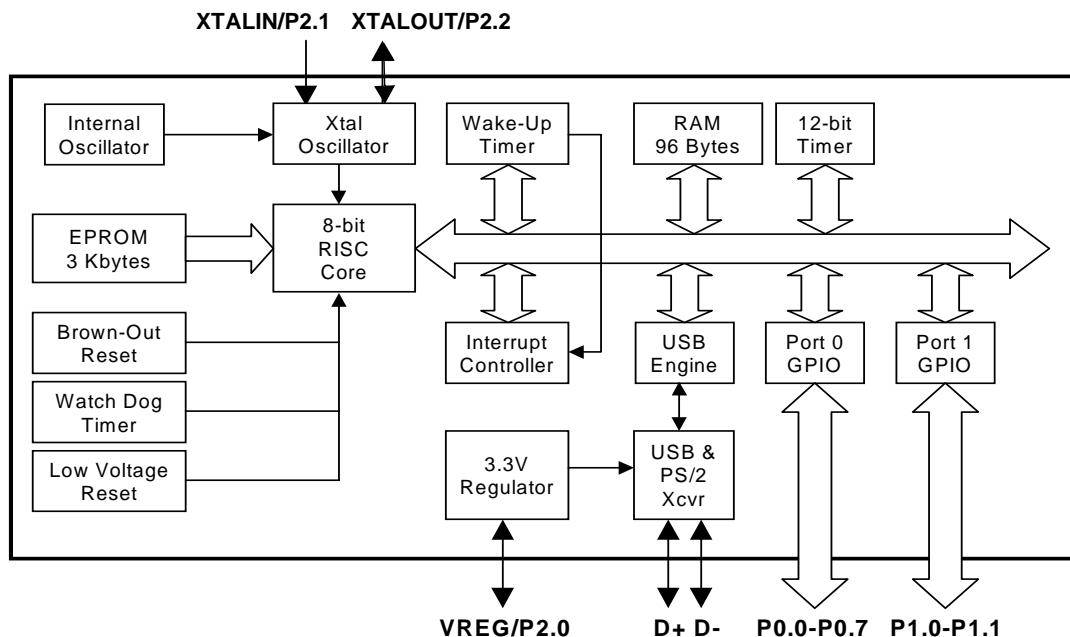 XTALIN/P2.1 XTALOUT/P2.2
Internal
Oscillator
Xtal
Oscillator
Wake-Up
Timer
RAM
96 Bytes
12-bit
Timer
EPROM
3 Kbytes
8-bit
RISC
Core
Brown-Out
Reset
Watch Dog
Timer
Low Voltage
Reset
Interrupt
Controller
USB
Engine
Port 0
GPIO
Port 1
GPIO
3.3V
Regulator
USB &
PS/2
Xcvr
VREG/P2.0 D+ D- P0.0-P0.7 P1.0-P1.1